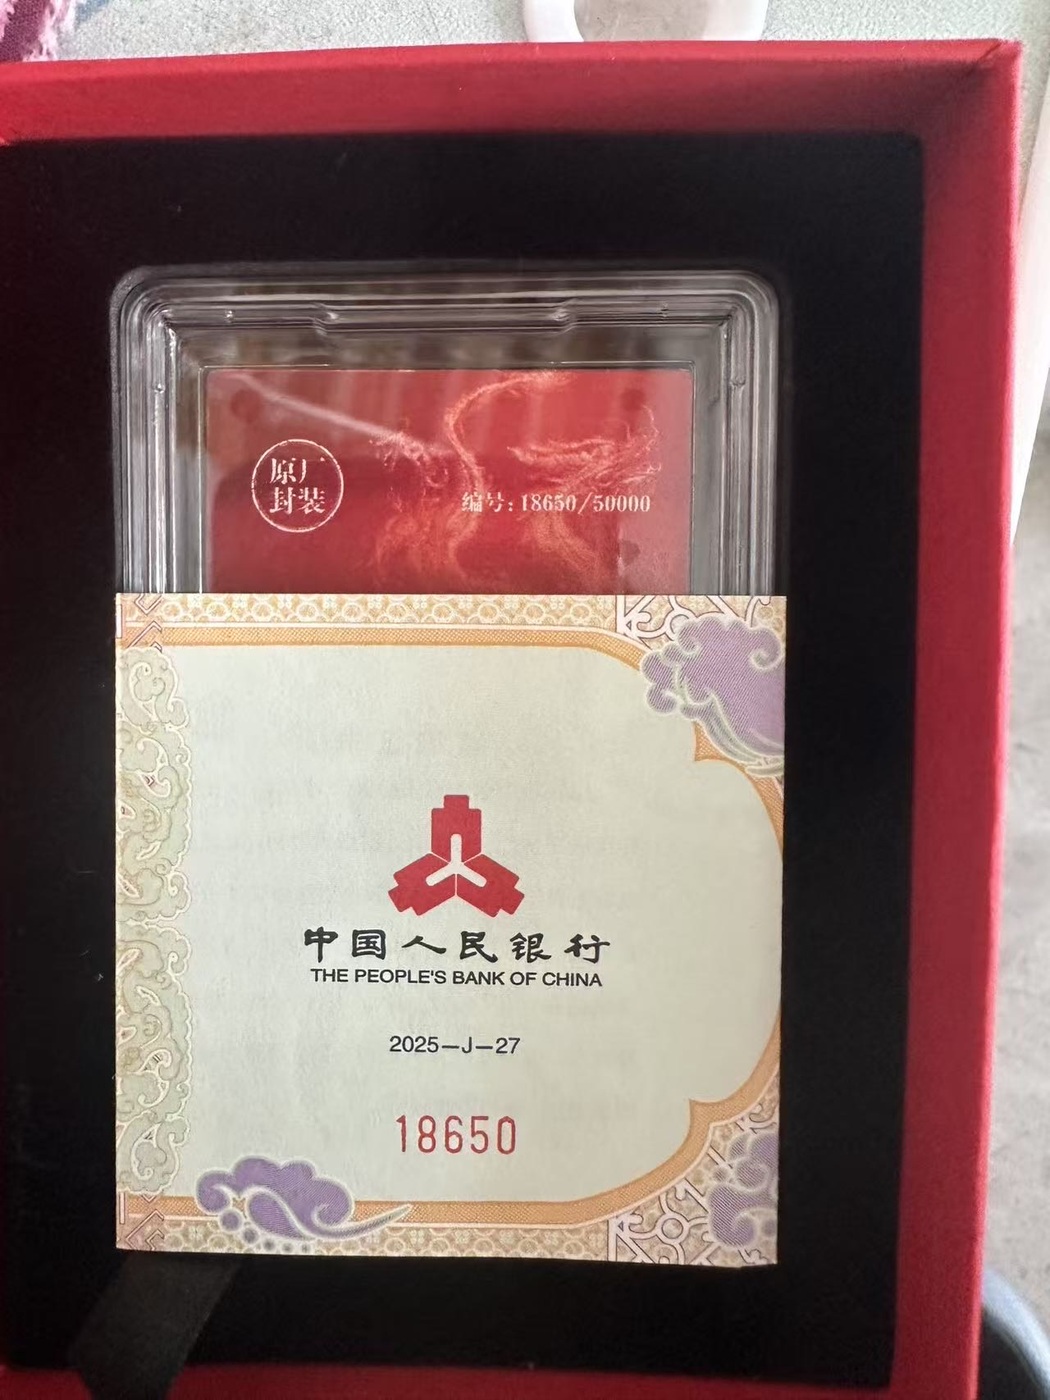 原厂
封装
编号:18650/50000
中国人民银行
THE PEOPLE'S BANK OF CHINA
2025—J—27
18650